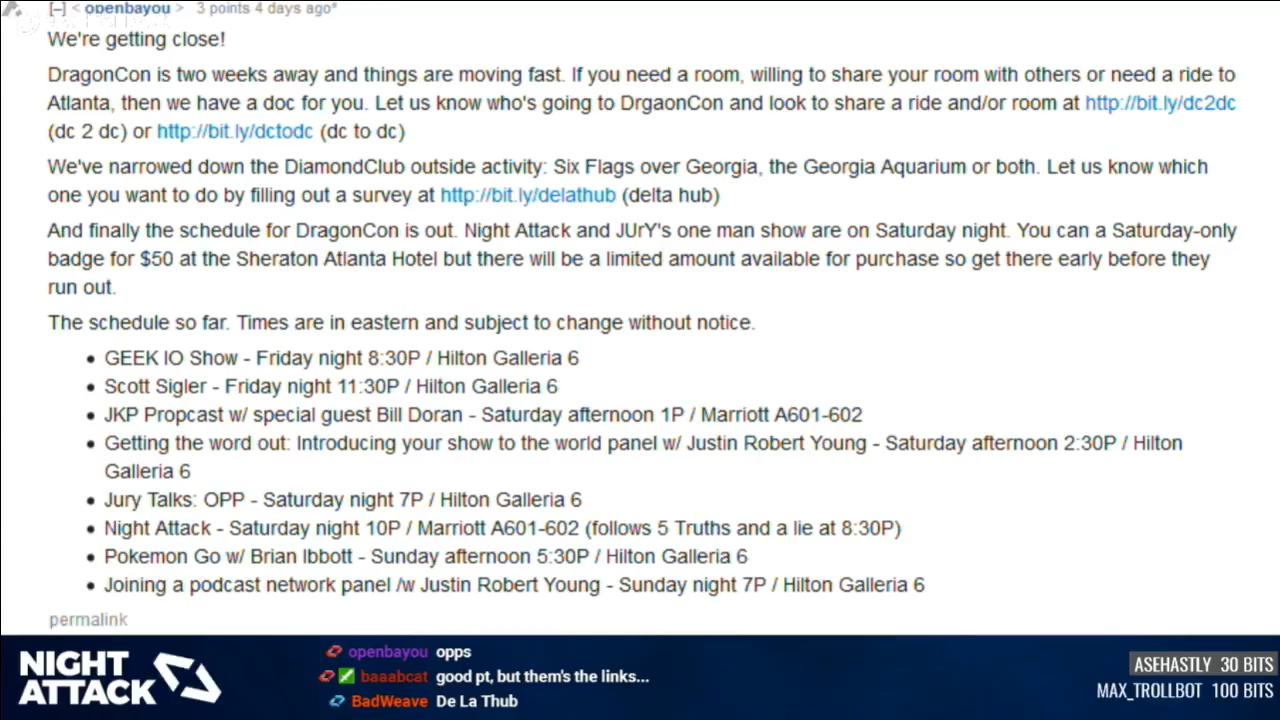 [–] < openbayou > 3 points 4 days ago*
We're getting close!
DragonCon is two weeks away and things are moving fast. If you need a room, willing to share your room with others or need a ride to
Atlanta, then we have a doc for you. Let us know who's going to DrgaonCon and look to share a ride and/or room at http://bit.ly/dc2dc
(dc 2 dc) or http://bit.ly/dctodc (dc to dc)
We've narrowed down the DiamondClub outside activity: Six Flags over Georgia, the Georgia Aquarium or both. Let us know which
one you want to do by filling out a survey at http://bit.ly/delathub (delta hub)
And finally the schedule for DragonCon is out. Night Attack and JUrY's one man show are on Saturday night. You can a Saturday-only
badge for $50 at the Sheraton Atlanta Hotel but there will be a limited amount available for purchase so get there early before they
run out.
The schedule so far. Times are in eastern and subject to change without notice.
• GEEK IO Show - Friday night 8:30P / Hilton Galleria 6
• Scott Sigler - Friday night 11:30P / Hilton Galleria 6
• JKP Propcast w/ special guest Bill Doran - Saturday afternoon 1P / Marriott A601-602
• Getting the word out: Introducing your show to the world panel w/ Justin Robert Young - Saturday afternoon 2:30P / Hilton
Galleria 6
• Jury Talks: OPP - Saturday night 7P / Hilton Galleria 6
• Night Attack - Saturday night 10P / Marriott A601-602 (follows 5 Truths and a lie at 8:30P)
• Pokemon Go w/ Brian Ibbott - Sunday afternoon 5:30P / Hilton Galleria 6
• Joining a podcast network panel /w Justin Robert Young - Sunday night 7P / Hilton Galleria 6
permalink
NIGHT
ATTACK
openbayou opps
baaabcat good pt, but them's the links...
BadWeave De La Thub
ASEHASTLY 30 BITS
MAX_TROLLBOT 100 BITS